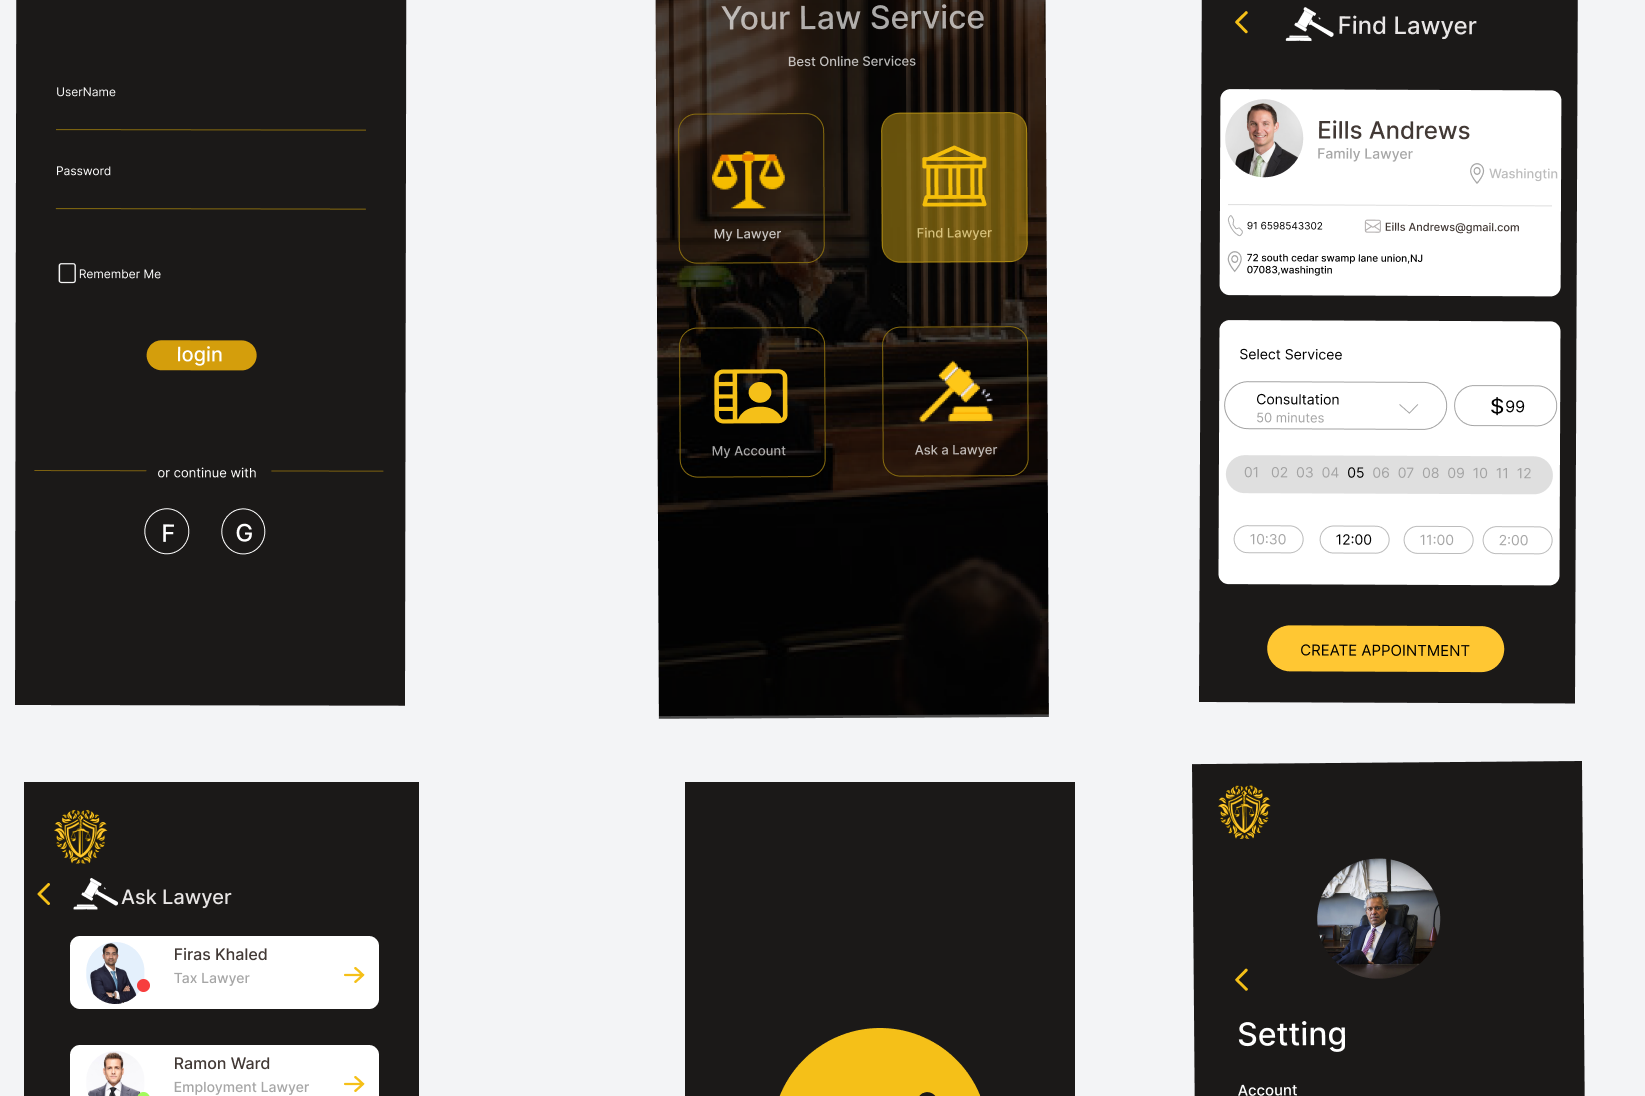 UserName
Password
Remember Me
login
or continue with
F G
Your Law Service
Best Online Services
My Lawyer
Find Lawyer
My Account
Ask a Lawyer
Find Lawyer
Eills Andrews
Family Lawyer
Washingtin
91 6598543302
Eills Andrews@gmail.com
72 south cedar swamp lane union,NJ
07083,washingtin
Select Servicee
Consultation
50 minutes
$99
01 02 03 04 05 06 07 08 09 10 11 12
10:30 12:00 11:00 2:00
CREATE APPOINTMENT
Ask Lawyer
Firas Khaled
Tax Lawyer
Ramon Ward
Employment Lawyer
Setting
Account